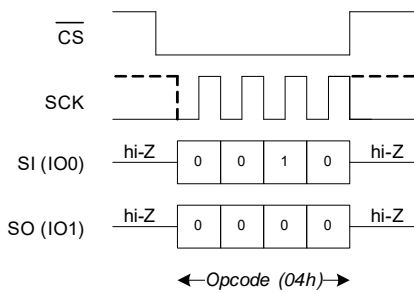 CS
SCK
hi-Z 0 0 1 0 hi-Z
SI (IO0)
hi-Z 0 0 0 0 hi-Z
SO (IO1)
Opcode (04h)